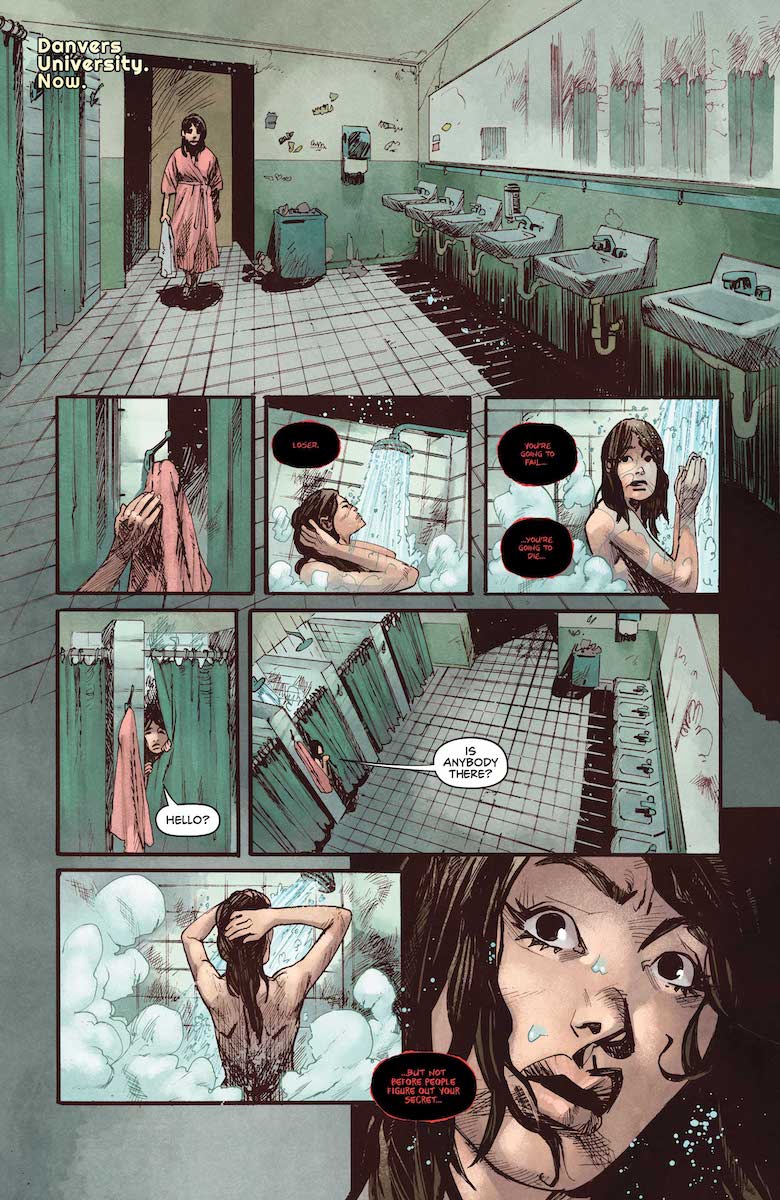 Danvers
University.
Now.
LOSER.
YOU'RE
GOING TO
FAIL...
...YOU'RE
GOING TO
DIE...
HELLO?
IS
ANYBODY
THERE?
...BUT NOT
BEFORE PEOPLE
FIGURE OUT YOUR
SECRET...